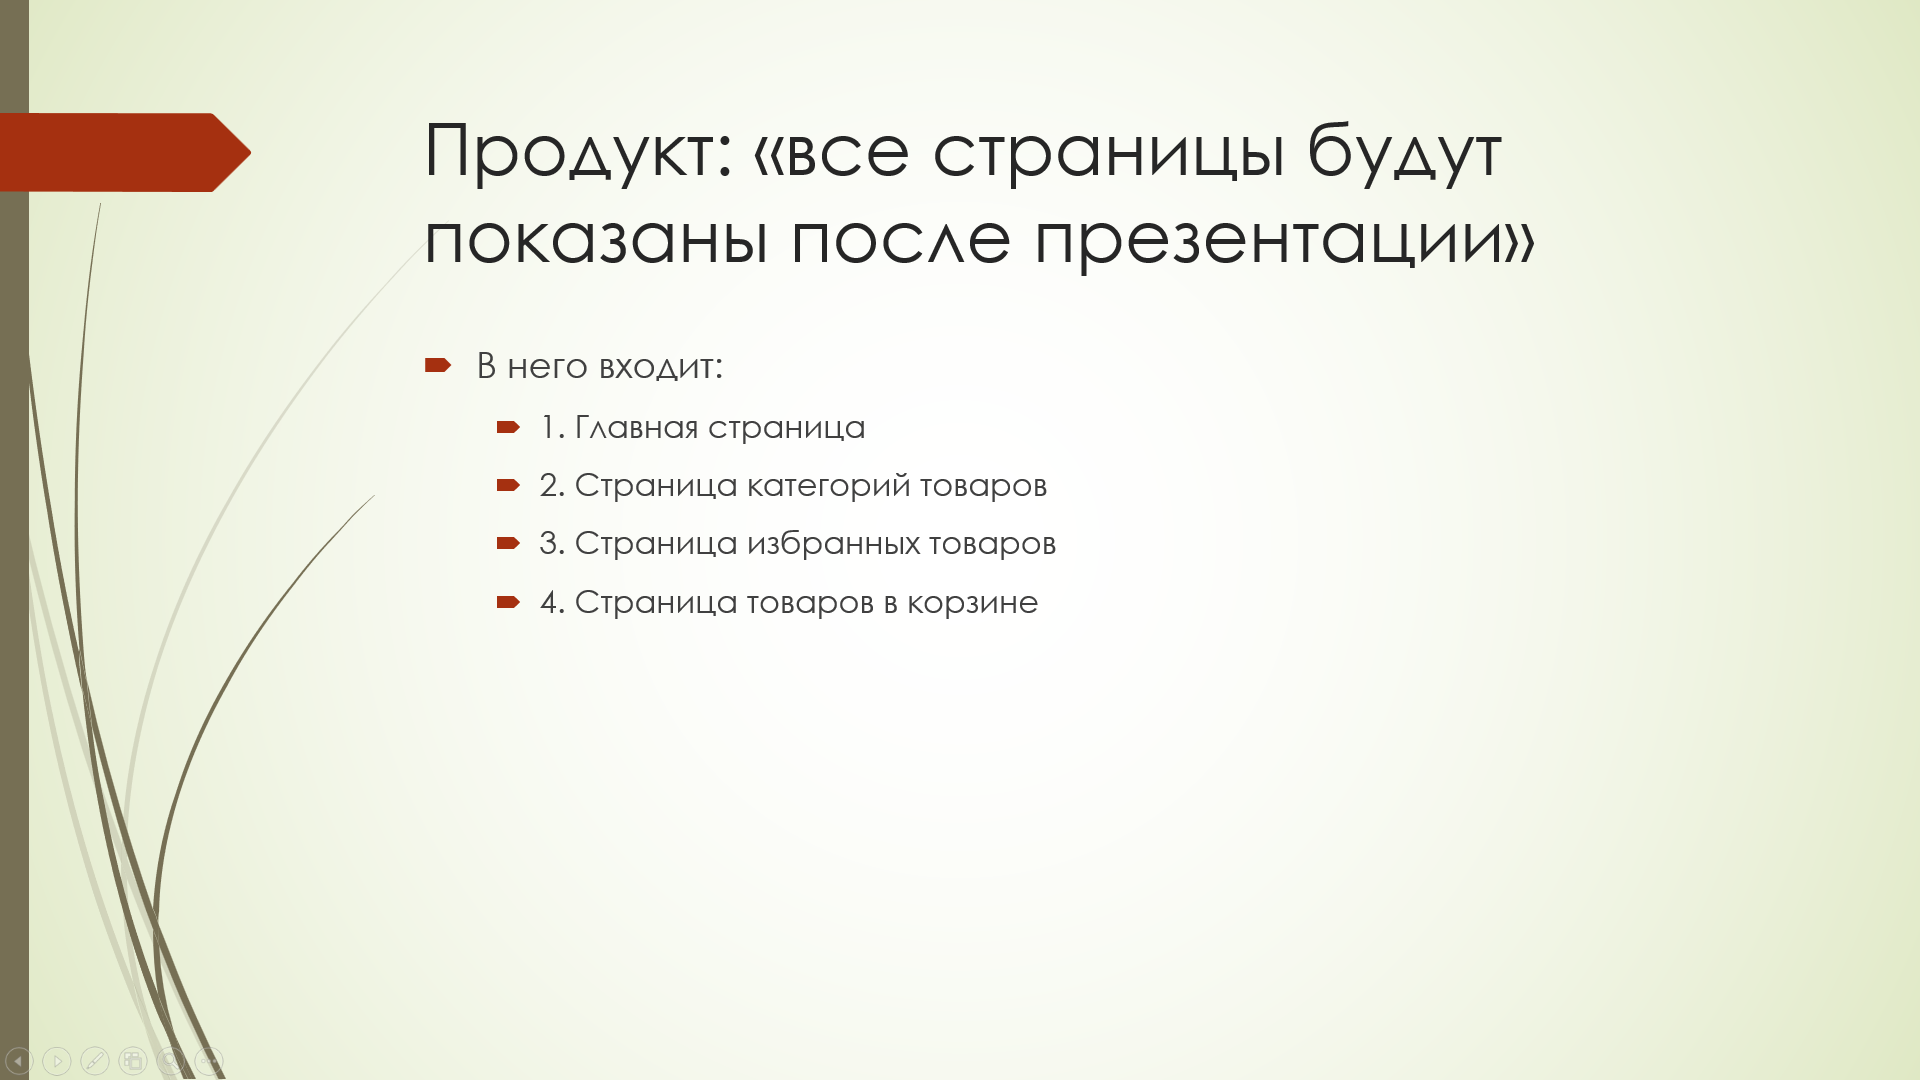 Продукт: «все страницы будут
показаны после презентации»
В него входит:
1. Главная страница
2. Страница категорий товаров
3. Страница избранных товаров
4. Страница товаров в корзине